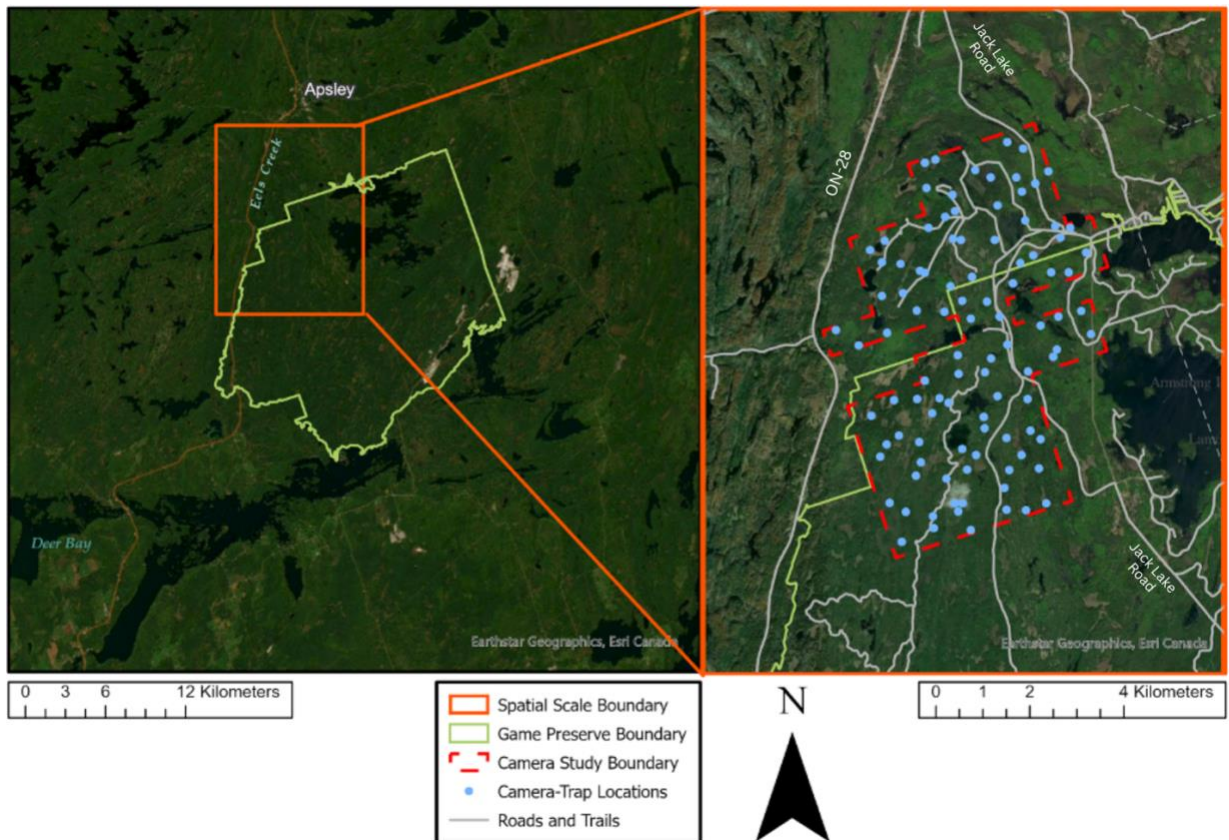 Apsley
Eels Creek
Deer Bay
Earthstar Geographics, Esri Canada
Jack Lake
Road
ON-28
Armstrong
Jack Lake
Road
Earthstar Geographics, Esri Canada
0 3 6 12 Kilometers
Spatial Scale Boundary
Game Preserve Boundary
Camera Study Boundary
Camera-Trap Locations
Roads and Trails
N
0 1 2 4 Kilometers